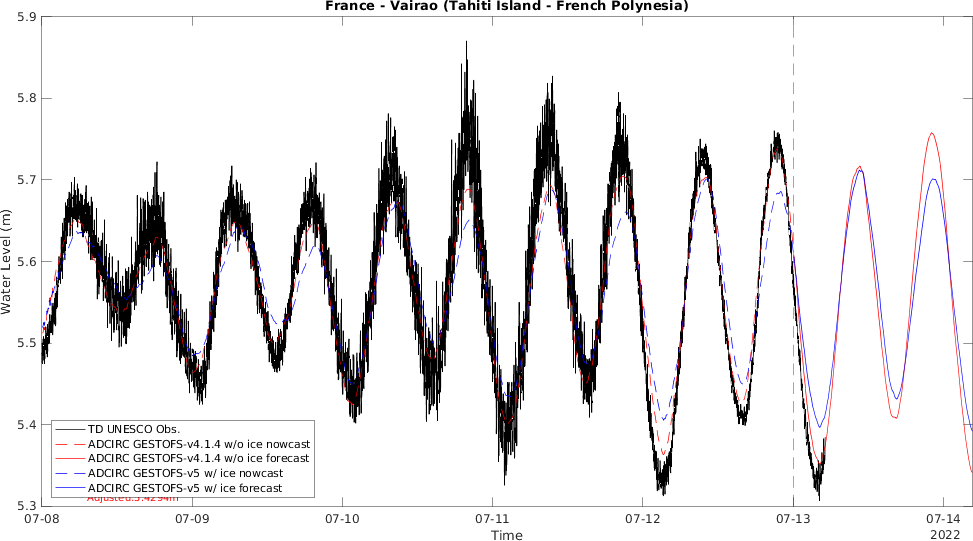 France - Vairao (Tahiti Island - French Polynesia)
5.9
5.8
5.7
5.6
5.5
5.4
5.3
Water Level (m)
TD UNESCO Obs.
ADCIRC GESTOFS-v4.1.4 w/o ice nowcast
ADCIRC GESTOFS-v4.1.4 w/o ice forecast
ADCIRC GESTOFS-v5 w/ ice nowcast
ADCIRC GESTOFS-v5 w/ ice forecast
07-08
07-09
07-10
07-11
07-12
07-13
07-14
Time
2022